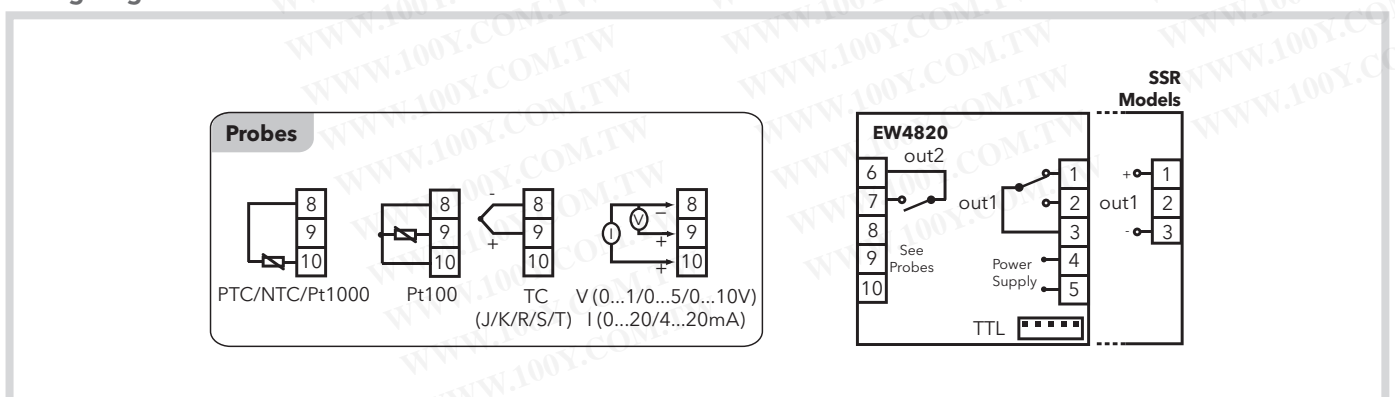 WWW.100Y.COM.TW
Probes
8
9
10
PTC/NTC/Pt1000
8
9
10
Pt100
-
+
8
9
10
TC
(J/K/R/S/T)
I
V
–
+
+
8
9
10
V (0...1/0...5/0...10V)
I (0...20/4...20mA)
EW4820
out2
6
7
8
9
10
See
Probes
out1
1
2
3
4
5
Power
Supply
TTL
SSR
Models
out1
+
-
1
2
3